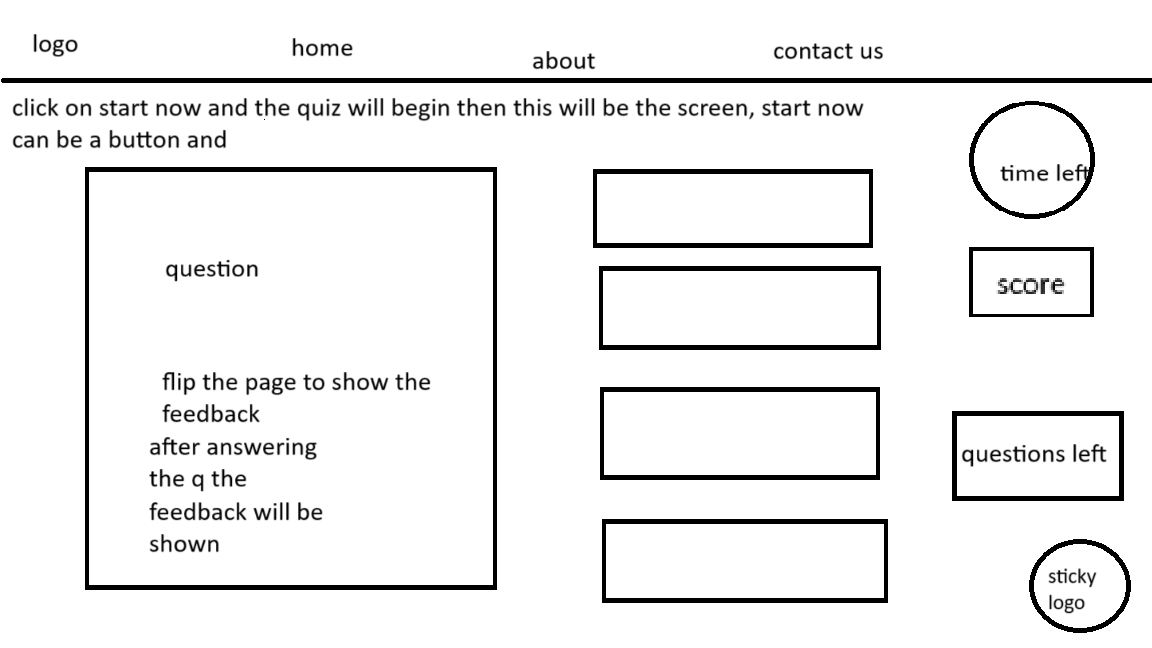 logo
home
about
contact us
click on start now and the quiz will begin then this will be the screen, start now
can be a button and
question
flip the page to show the
feedback
after answering
the q the
feedback will be
shown
time left
score
questions left
sticky
logo